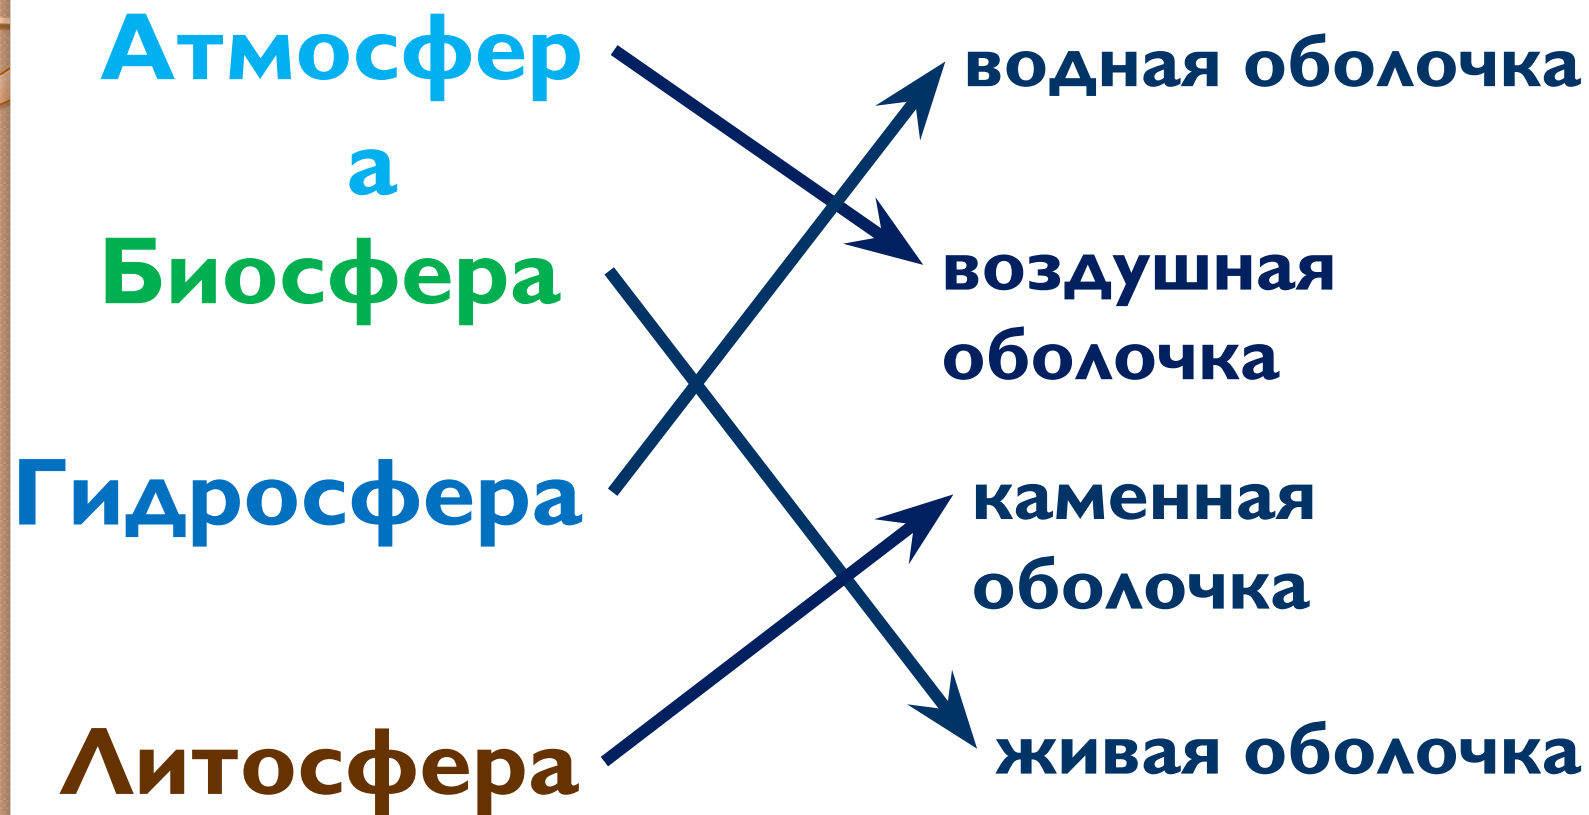 Атмосфер
а
Биосфера
Гидросфера
Литосфера
водная оболочка
воздушная
оболочка
каменная
оболочка
живая оболочка